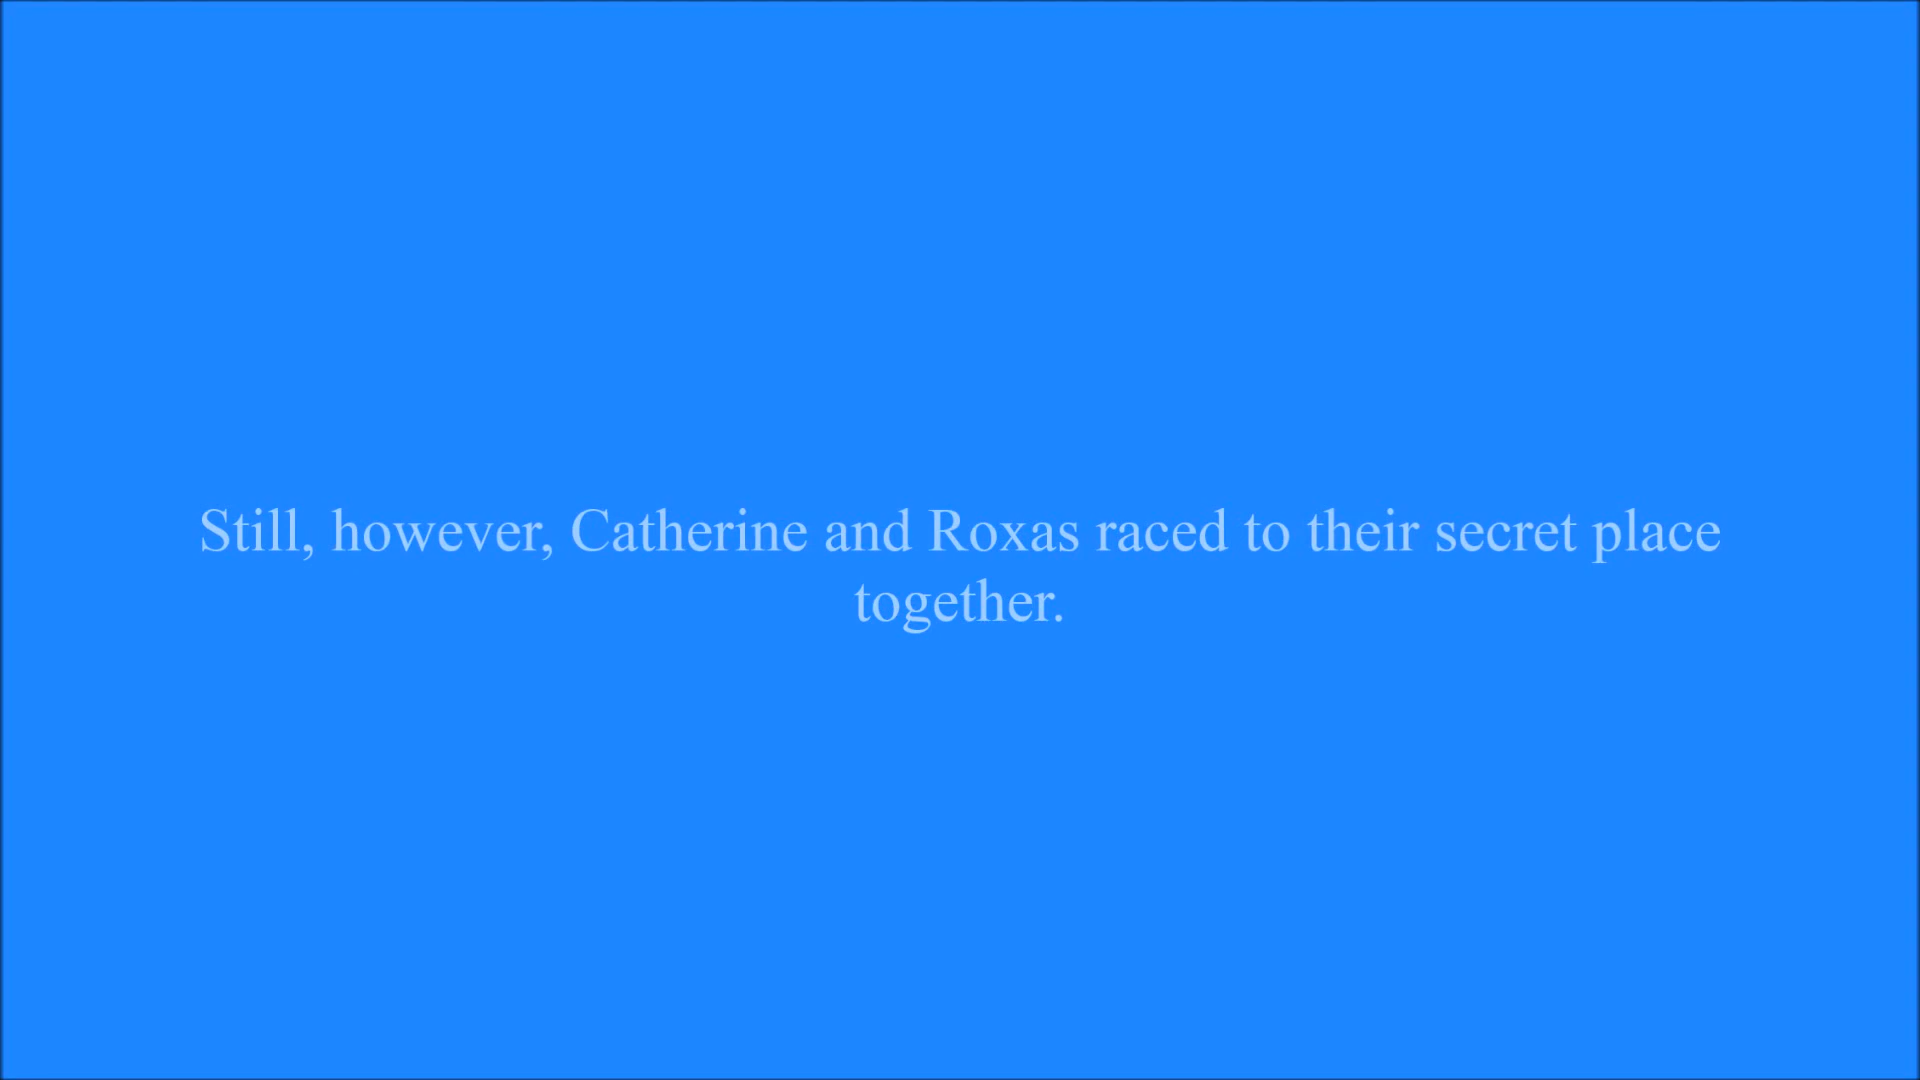 Still, however, Catherine and Roxas raced to their secret place
together.